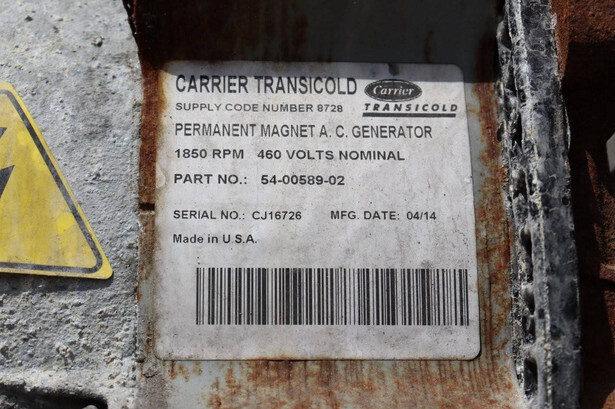 CARRIER TRANSICOLD
Carrier
TRANSICOLD
SUPPLY CODE NUMBER 8728
PERMANENT MAGNET A. C. GENERATOR
1850 RPM 460 VOLTS NOMINAL
PART NO.: 54-00589-02
SERIAL NO.: CJ16726 MFG. DATE: 04/14
Made in U.S.A.